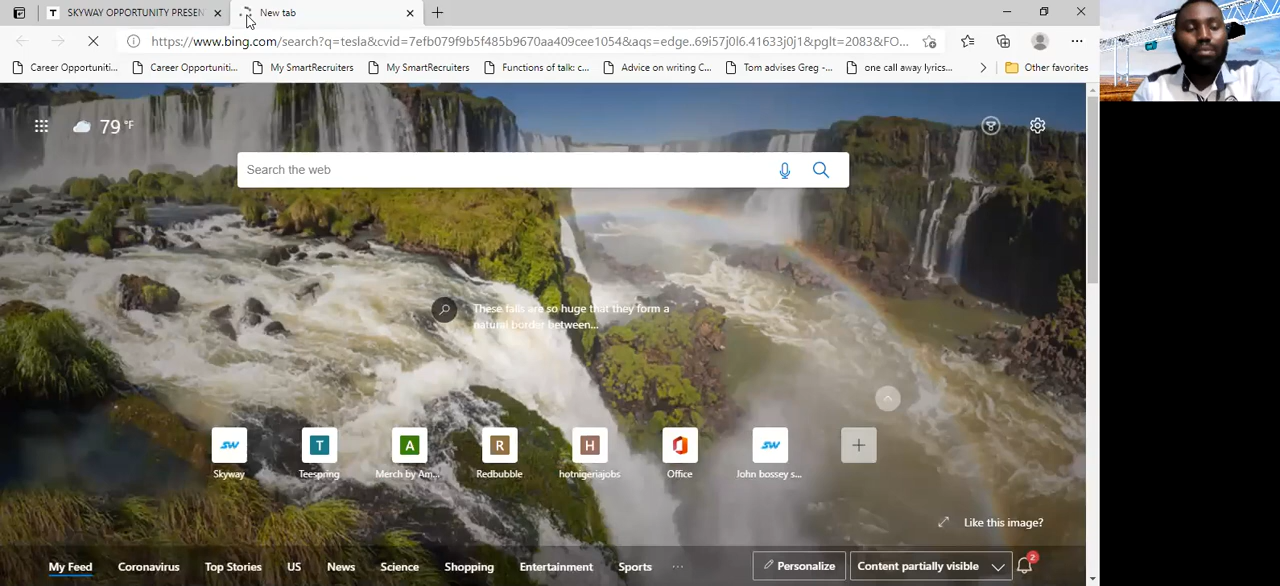 SKYWAY OPPORTUNITY PRESEN
New tab
https://www.bing.com/search?q=tesla&cvid=7efb0759b5f485b9670aa409cee1054&aqs=edge..69i57j0l6.41633j0j1&pglt=2083&FO...
Career Opportuniti...
Career Opportuniti...
My SmartRecruiters
My SmartRecruiters
Functions of talk: c...
Advice on writing C...
Tom advises Greg -...
one call away lyrics...
Other favorites
79 °F
Search the web
These falls are so huge that they form a
natural border between...
SW
T
A
R
H
SW
Skyway
Teespring
Merch by Am...
Redbubble
hotnigeriajobs
Office
John bossey s...
Like this image?
My Feed
Coronavirus
Top Stories
US
News
Science
Shopping
Entertainment
Sports
...
Personalize
Content partially visible
2